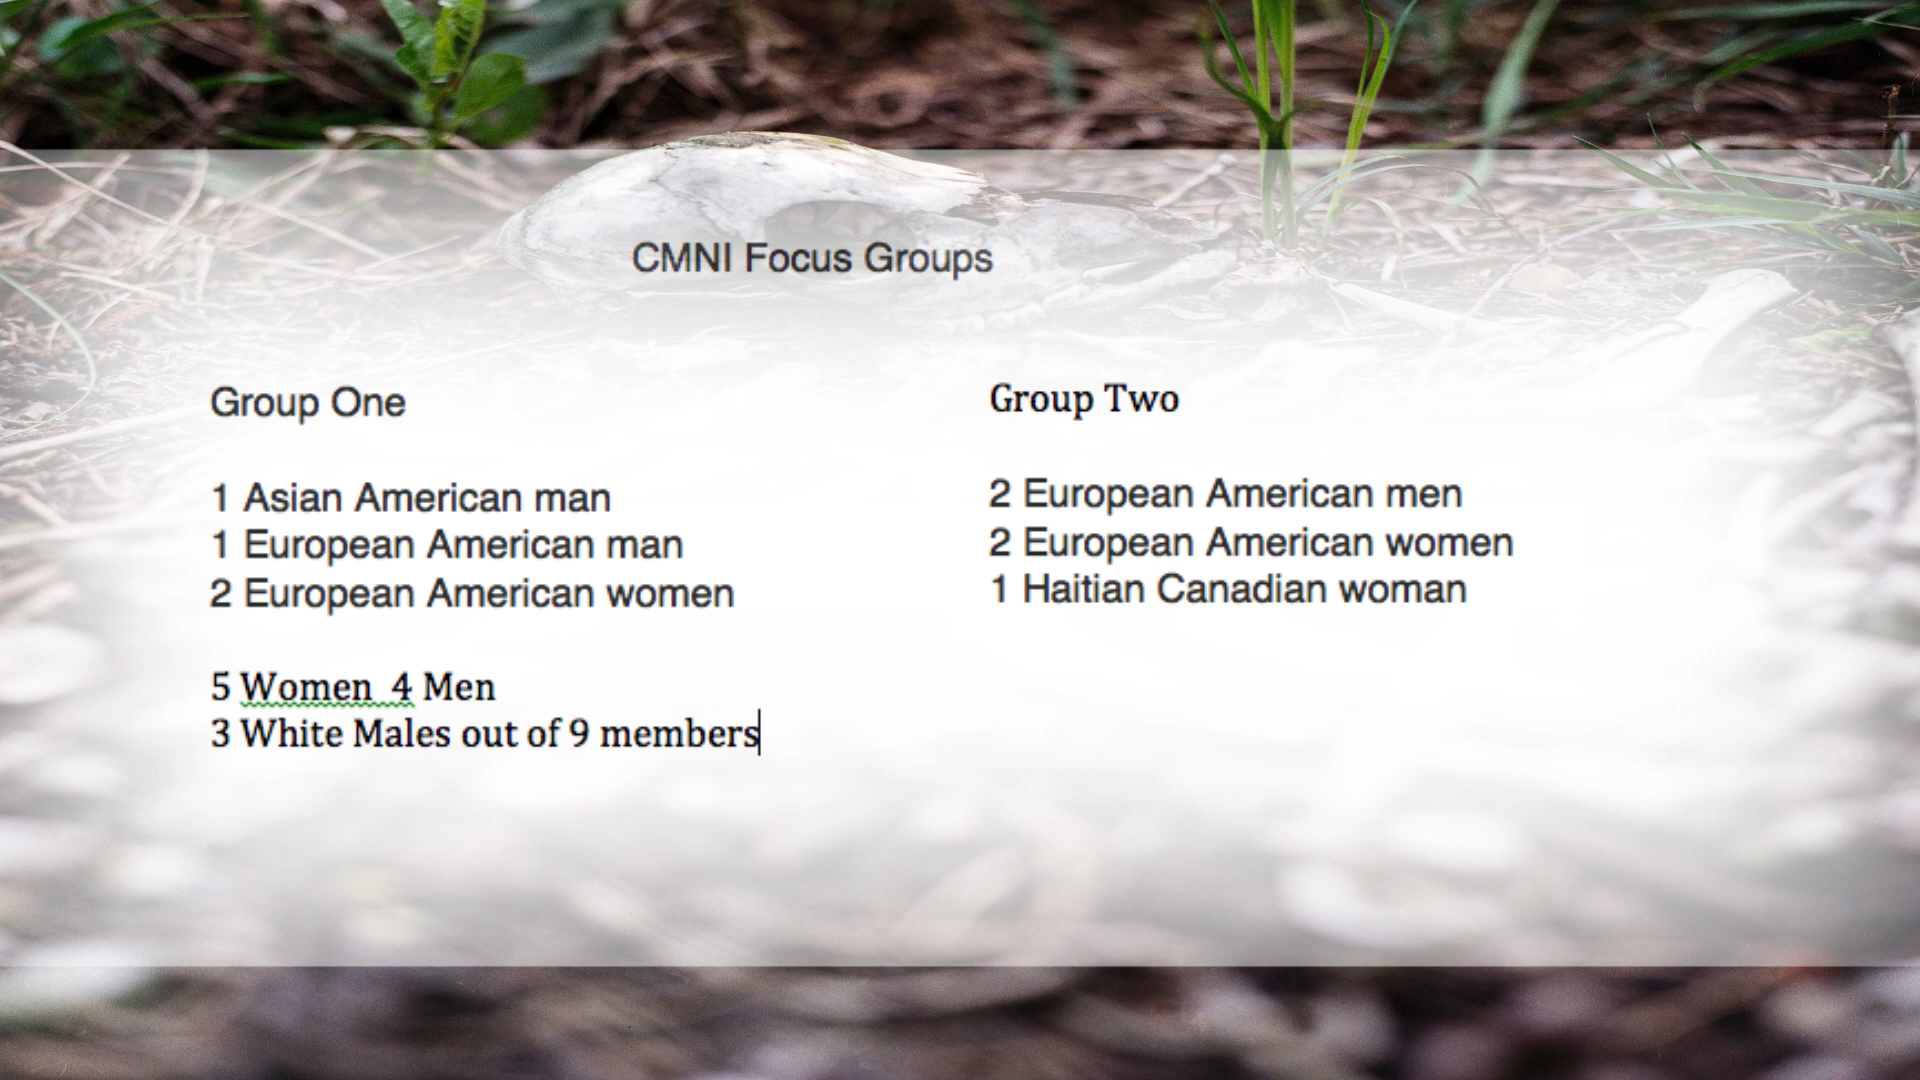 CMNI Focus Groups
Group One
1 Asian American man
1 European American man
2 European American women
5 Women  4 Men
3 White Males out of 9 members
Group Two
2 European American men
2 European American women
1 Haitian Canadian woman